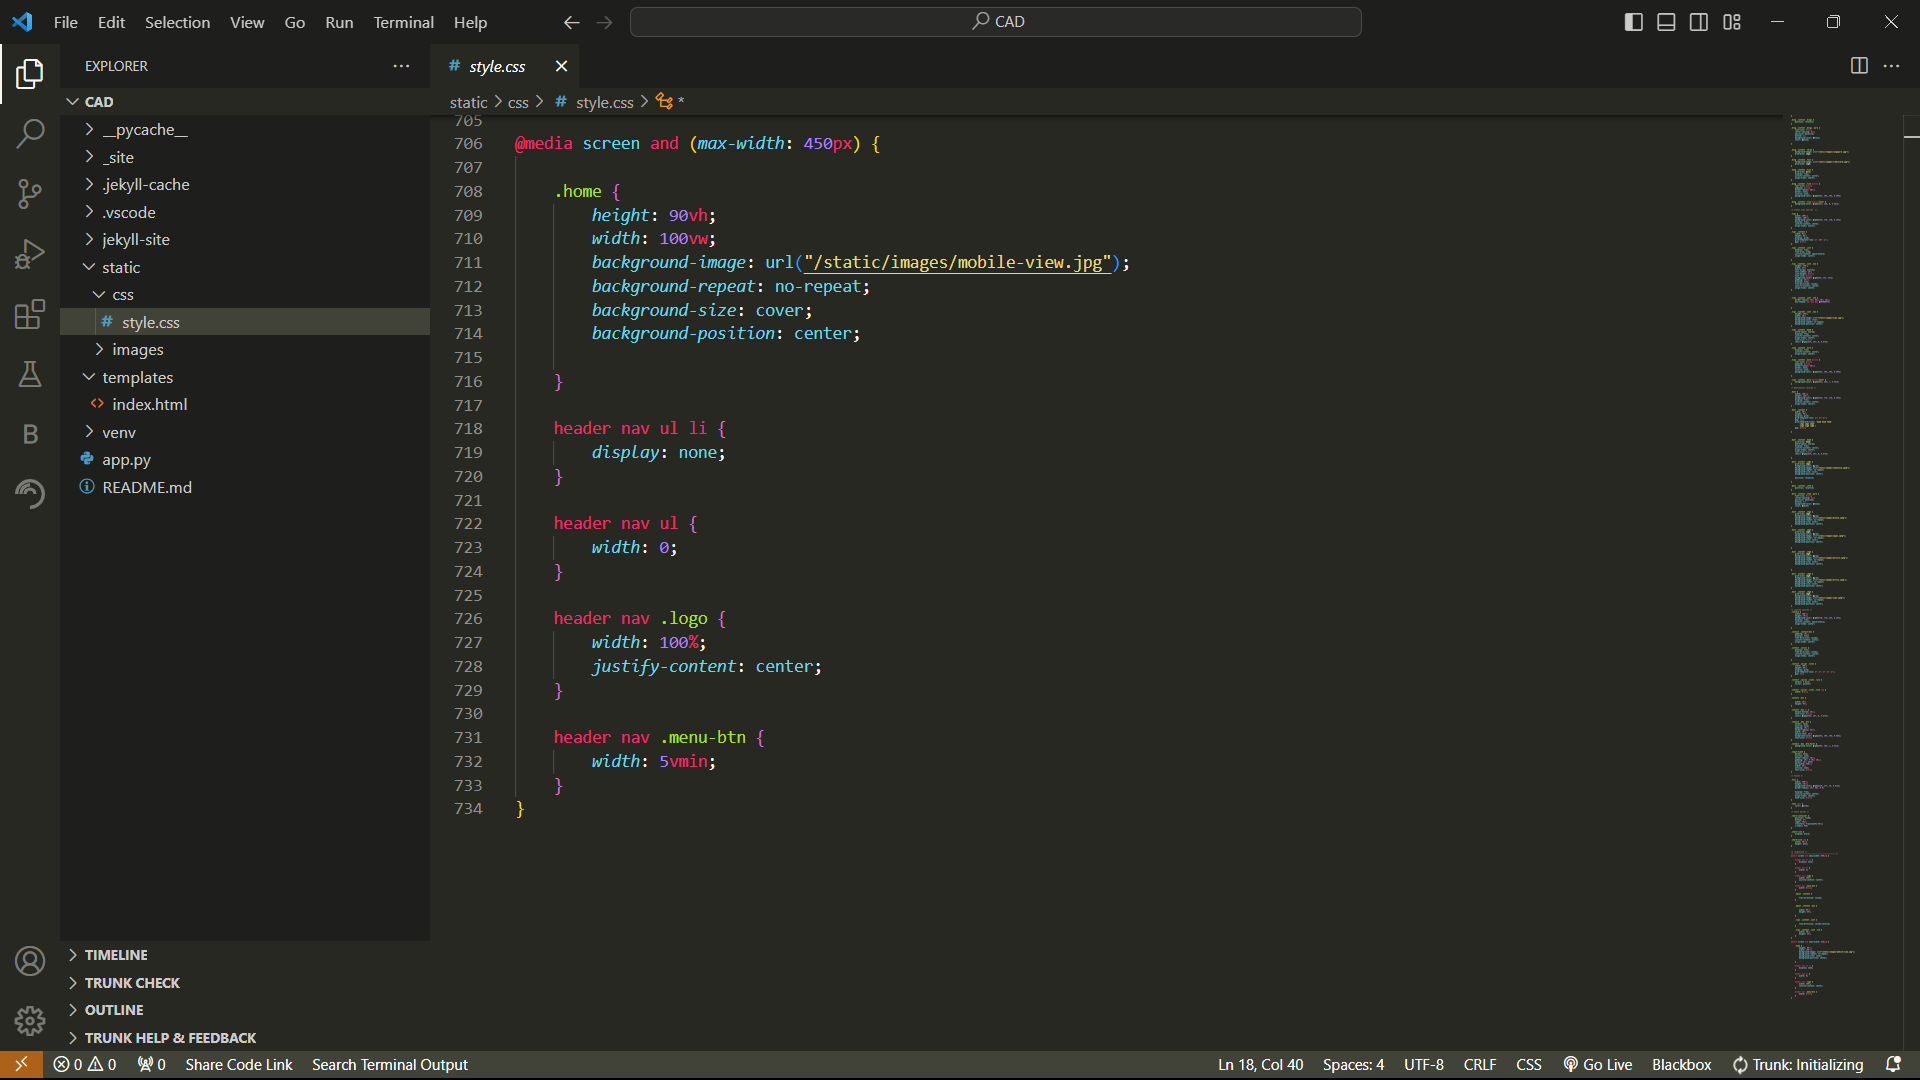 File Edit Selection View Go Run Terminal Help
CAD
EXPLORER
style.css
CAD
static > css > # style.css > *
__pycache__
_site
.jekyll-cache
.vscode
jekyll-site
static
css
# style.css
images
templates
<> index.html
venv
app.py
README.md
705
706 @media screen and (max-width: 450px) {
707
708 .home {
709 height: 90vh;
710 width: 100vw;
711 background-image: url("/static/images/mobile-view.jpg");
712 background-repeat: no-repeat;
713 background-size: cover;
714 background-position: center;
715
716 }
717
718 header nav ul li {
719 display: none;
720 }
721
722 header nav ul {
723 width: 0;
724 }
725
726 header nav .logo {
727 width: 100%;
728 justify-content: center;
729 }
730
731 header nav .menu-btn {
732 width: 5vmin;
733 }
734 }
TIMELINE
TRUNK CHECK
OUTLINE
TRUNK HELP & FEEDBACK
0 0 0 Share Code Link Search Terminal Output Ln 18, Col 40 Spaces: 4 UTF-8 CRLF CSS Go Live Blackbox Trunk: Initializing